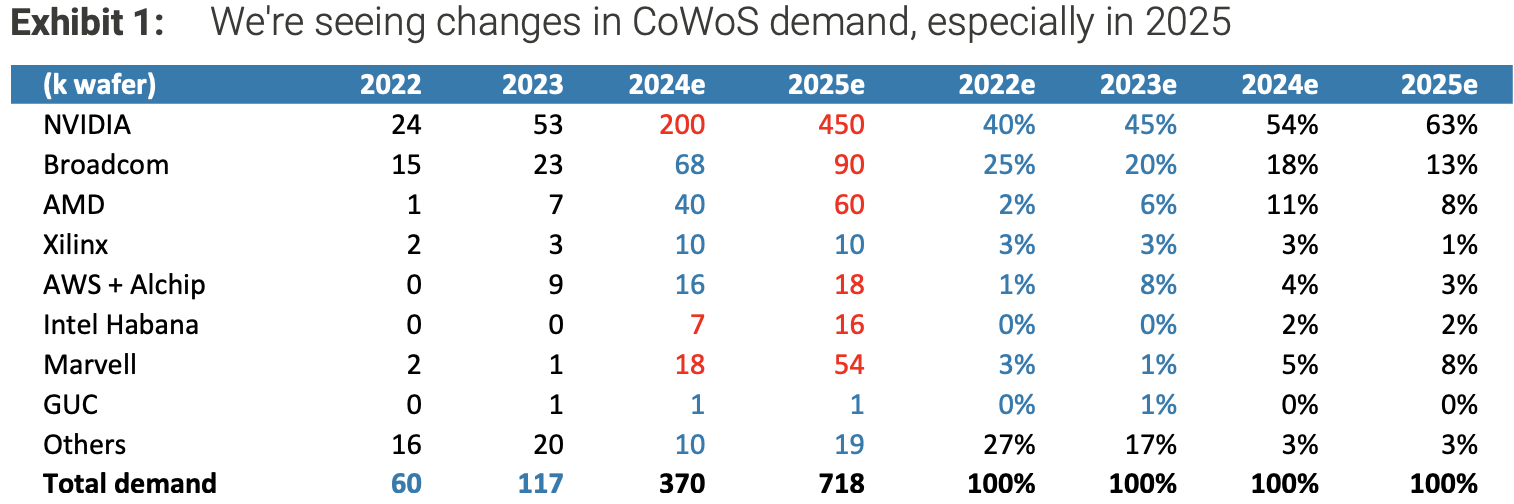 Exhibit 1: We're seeing changes in CoWoS demand, especially in 2025
(k wafer) 2022 2023 2024e 2025e 2022e 2023e 2024e 2025e
NVIDIA 24 53 200 450 40% 45% 54% 63%
Broadcom 15 23 68 90 25% 20% 18% 13%
AMD 1 7 40 60 2% 6% 11% 8%
Xilinx 2 3 10 10 3% 3% 3% 1%
AWS + Alchip 0 9 16 18 1% 8% 4% 3%
Intel Habana 0 0 7 16 0% 0% 2% 2%
Marvell 2 1 18 54 3% 1% 5% 8%
GUC 0 1 1 1 0% 1% 0% 0%
Others 16 20 10 19 27% 17% 3% 3%
Total demand 60 117 370 718 100% 100% 100% 100%